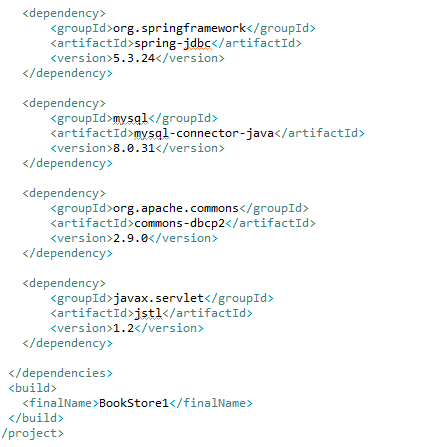 <dependency>
<groupId>org.springframework</groupId>
<artifactId>spring-jdbc</artifactId>
<version>5.3.24</version>
</dependency>
<dependency>
<groupId>mysql</groupId>
<artifactId>mysql-connector-java</artifactId>
<version>8.0.31</version>
</dependency>
<dependency>
<groupId>org.apache.commons</groupId>
<artifactId>commons-dbcp2</artifactId>
<version>2.9.0</version>
</dependency>
<dependency>
<groupId>javax.servlet</groupId>
<artifactId>jstl</artifactId>
<version>1.2</version>
</dependency>
</dependencies>
<build>
<finalName>BookStore1</finalName>
</build>
/project>